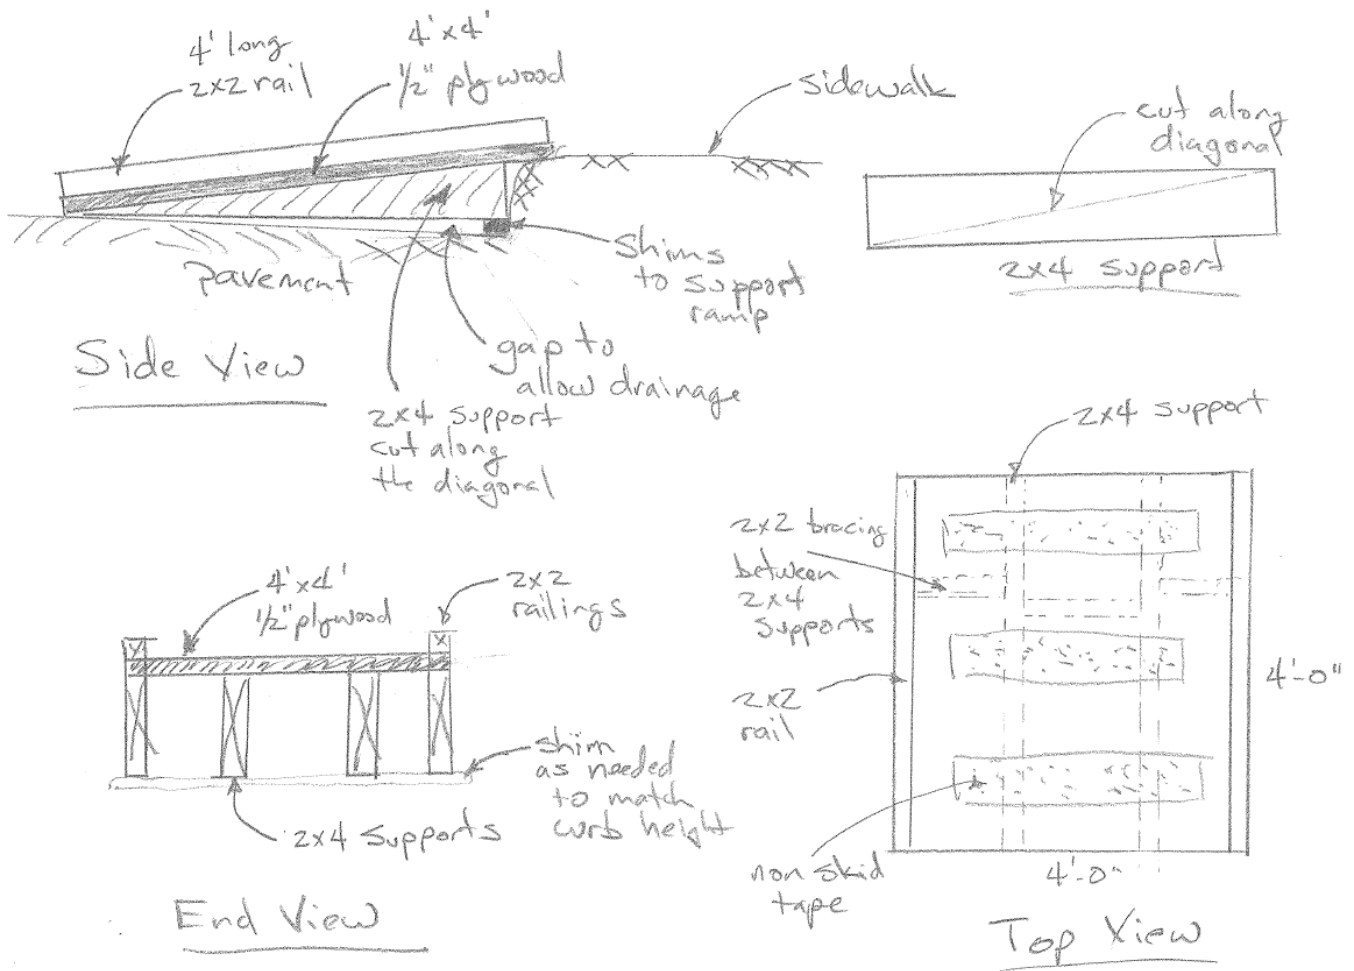 4' long
2x2 rail
4'x4'
1/2" plywood
sidewalk
cut along
diagonal
pavement
shims
to support
ramp
2x4 support
Side View
gap to
allow drainage
2x4 support
cut along
the diagonal
2x4 support
2x2 bracing
between
2x4
supports
4'x4'
1/2" plywood
2x2
railings
2x2
rail
4'-0"
shim
as needed
to match
curb height
2x4 supports
non skid
tape
4'-0"
End View
Top View